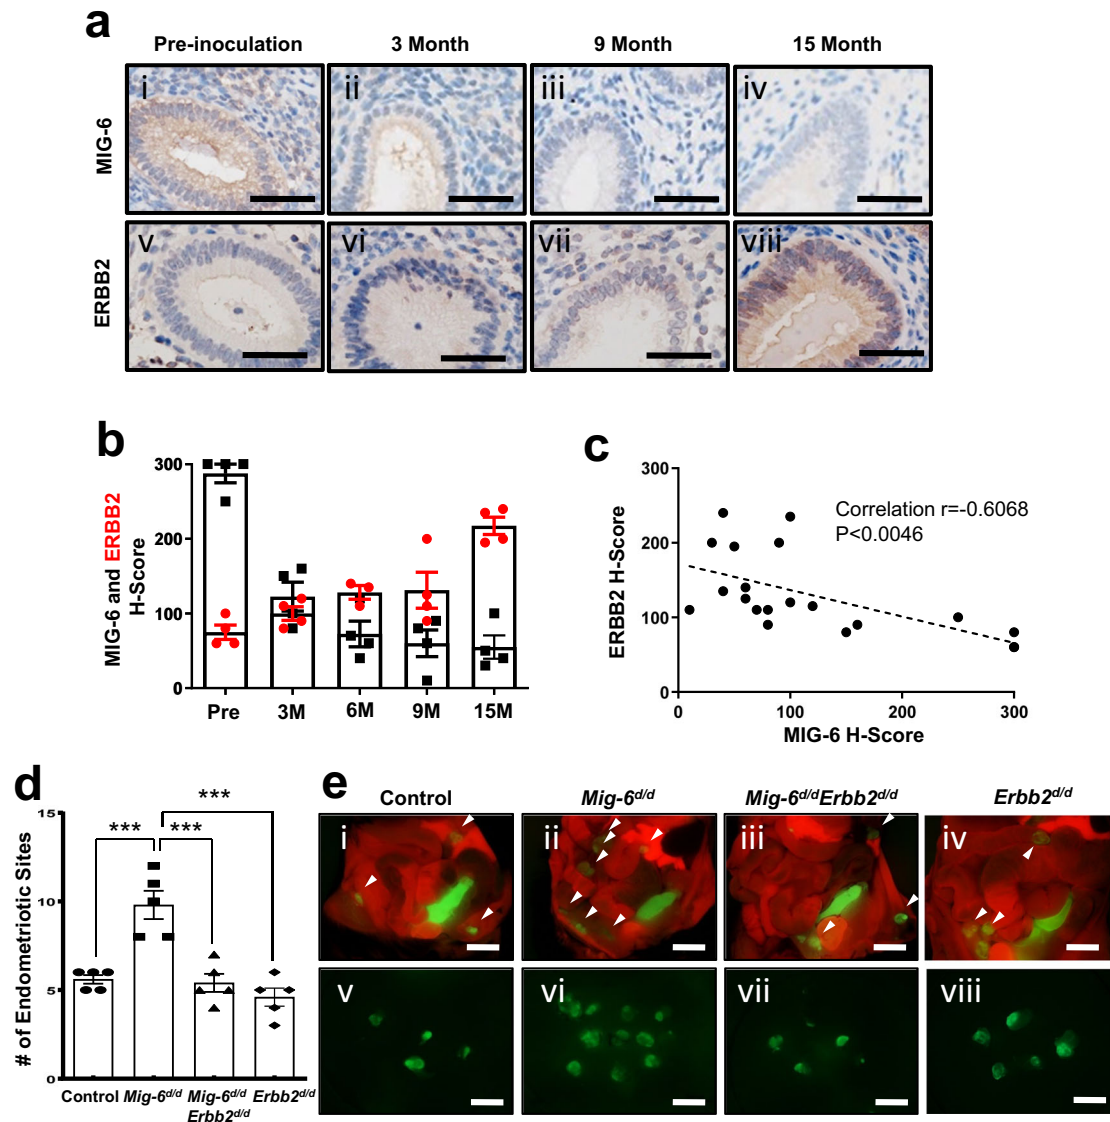 a
Pre-inoculation 3 Month 9 Month 15 Month
MIG-6
i ii iii iv
ERBB2
v vi vii viii
b
MIG-6 and ERBB2
H-Score
300
200
100
0
Pre 3M 6M 9M 15M
c
ERBB2 H-Score
300
200
100
0
Correlation r=-0.6068
P<0.0046
0 100 200 300
MIG-6 H-Score
d
# of Endometriotic Sites
15
10
5
0
***
*** ***
Control Mig-6d/d Mig-6d/d Erbb2d/d
Erbb2d/d
e
Control Mig-6d/d Mig-6d/dErbb2d/d Erbb2d/d
i ii iii iv
v vi vii viii